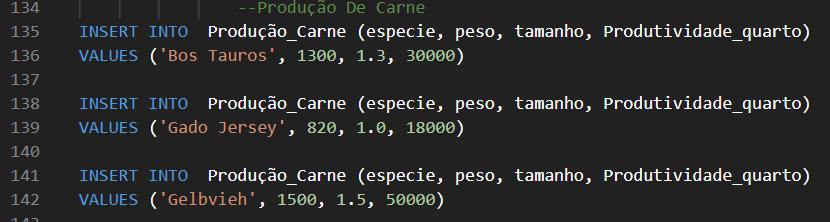 134 --Produção De Carne
135 INSERT INTO  Produção_Carne (especie, peso, tamanho, Produtividade_quarto)
136 VALUES ('Bos Tauros', 1300, 1.3, 30000)
137
138 INSERT INTO  Produção_Carne (especie, peso, tamanho, Produtividade_quarto)
139 VALUES ('Gado Jersey', 820, 1.0, 18000)
140
141 INSERT INTO  Produção_Carne (especie, peso, tamanho, Produtividade_quarto)
142 VALUES ('Gelbvieh', 1500, 1.5, 50000)